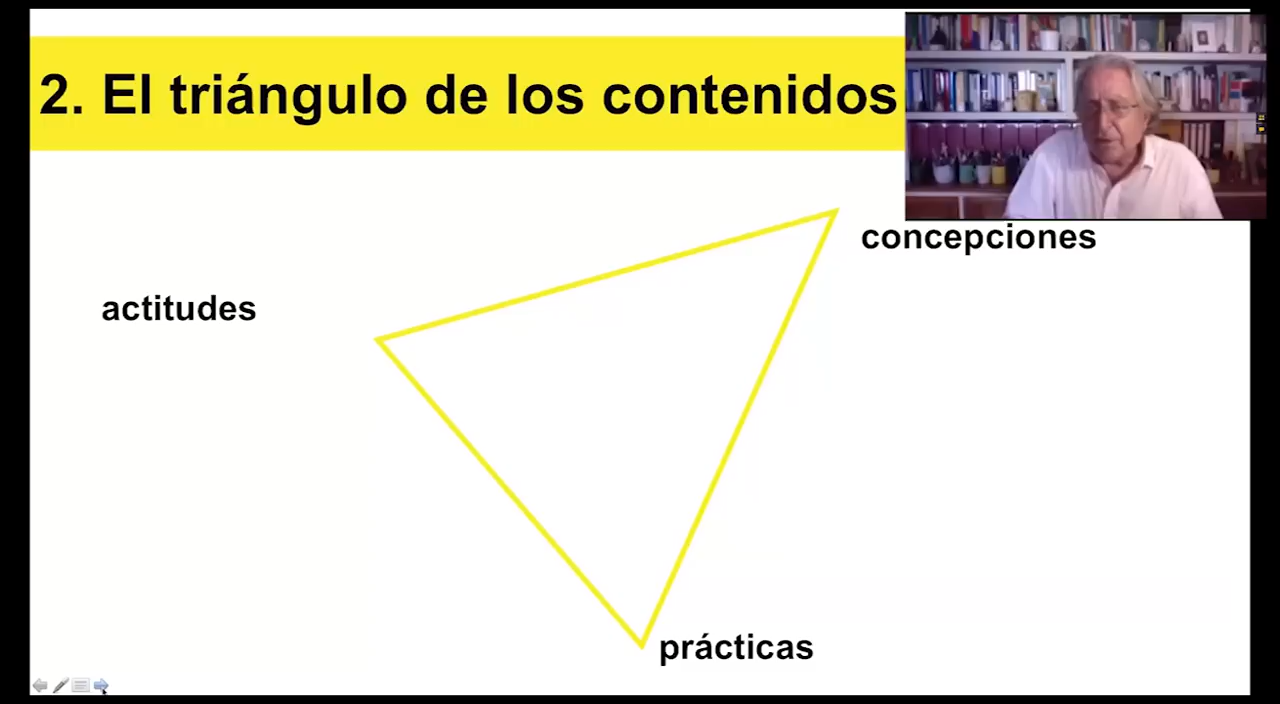 2. El triángulo de los contenidos
concepciones
actitudes
prácticas